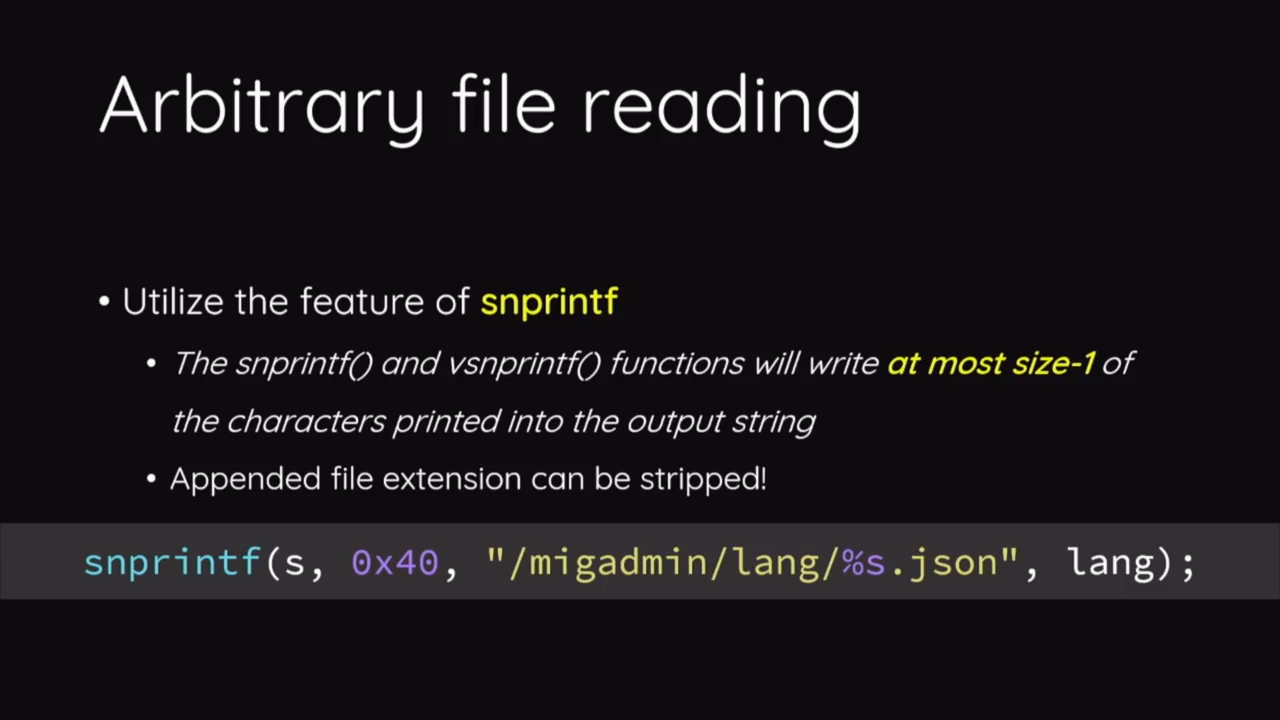 Arbitrary file reading
• Utilize the feature of snprintf
• The snprintf() and vsnprintf() functions will write at most size-1 of
the characters printed into the output string
• Appended file extension can be stripped!
snprintf(s, 0x40, "/migadmin/lang/%s.json", lang);